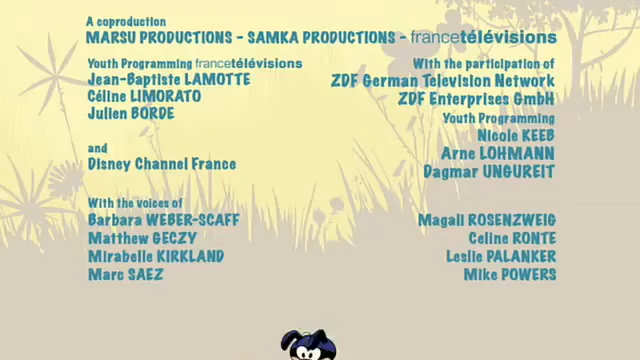 A coproduction
MARSU PRODUCTIONS - SAMKA PRODUCTIONS - francetélévisions
Youth Programming francetélévisions
Jean-Baptiste LAMOTTE
Céline LIMORATO
Julien BORDE
and
Disney Channel France
With the participation of
ZDF German Television Network
ZDF Enterprises GmbH
Youth Programming
Nicole KEEB
Arne LOHMANN
Dagmar UNGUREIT
With the voices of
Barbara WEBER-SCAFF
Matthew GECZY
Mirabelle KIRKLAND
Marc SAEZ
Magali ROSENZWEIG
Celine RONTE
Leslie PALANKER
Mike POWERS